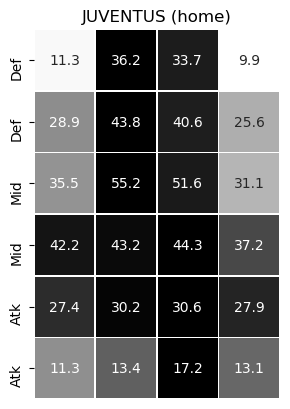 JUVENTUS (home)
Def 11.3 36.2 33.7 9.9
Def 28.9 43.8 40.6 25.6
Mid 35.5 55.2 51.6 31.1
Mid 42.2 43.2 44.3 37.2
Atk 27.4 30.2 30.6 27.9
Atk 11.3 13.4 17.2 13.1